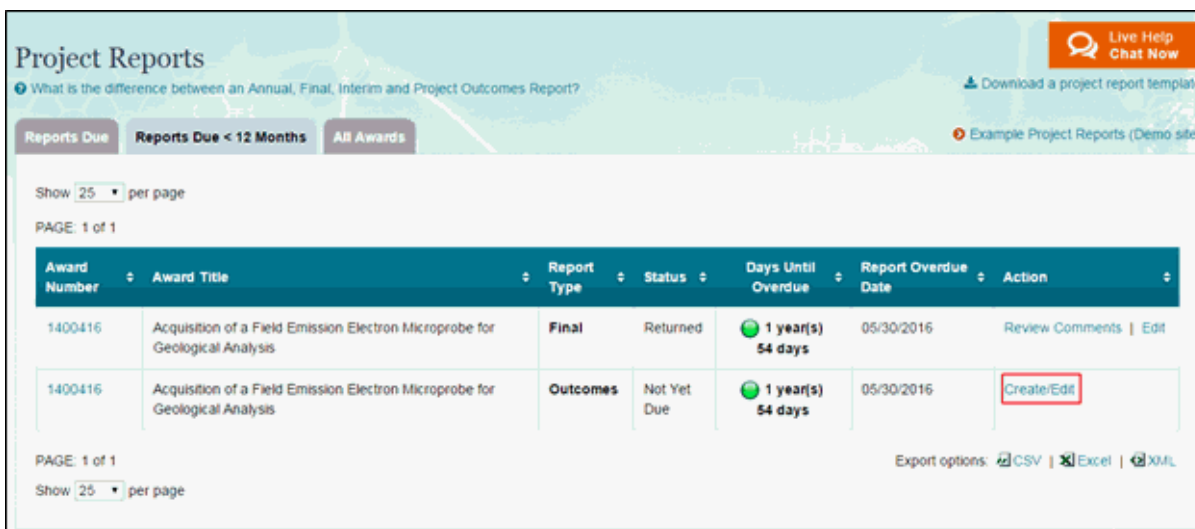 Project Reports
Live Help
Chat Now
What is the difference between an Annual, Final, Interim and Project Outcomes Report?
Download a project report templat
Reports Due
Reports Due < 12 Months
All Awards
Example Project Reports (Demo site
Show 25 per page
PAGE: 1 of 1
Award Number
Award Title
Report Type
Status
Days Until Overdue
Report Overdue Date
Action
1400416
Acquisition of a Field Emission Electron Microprobe for
Geological Analysis
Final
Returned
1 year(s)
54 days
05/30/2016
Review Comments | Edit
1400416
Acquisition of a Field Emission Electron Microprobe for
Geological Analysis
Outcomes
Not Yet
Due
1 year(s)
54 days
05/30/2016
Create/Edit
PAGE: 1 of 1
Export options: CSV | Excel | XML
Show 25 per page